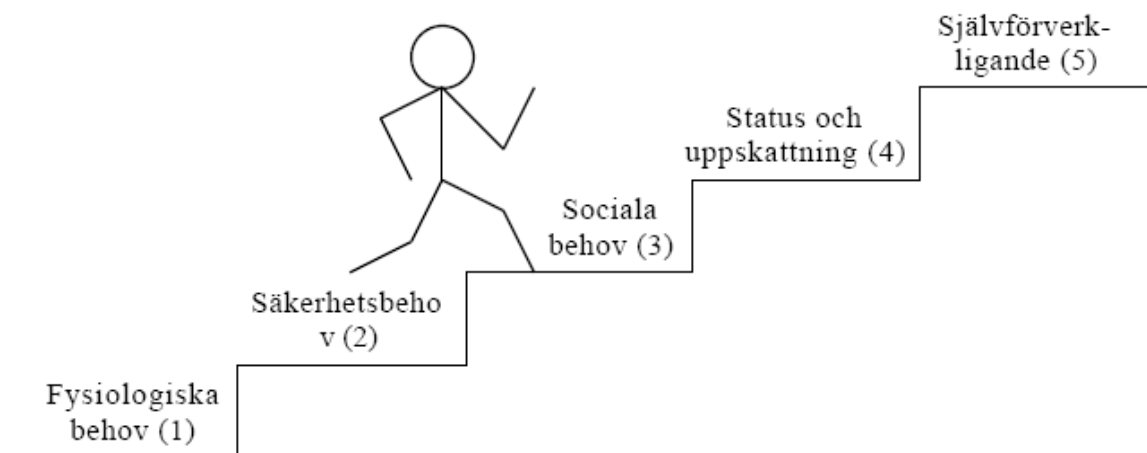 Självförverk-
ligande (5)
Status och
uppskattning (4)
Sociala
behov (3)
Säkerhetsbeho
v (2)
Fysiologiska
behov (1)